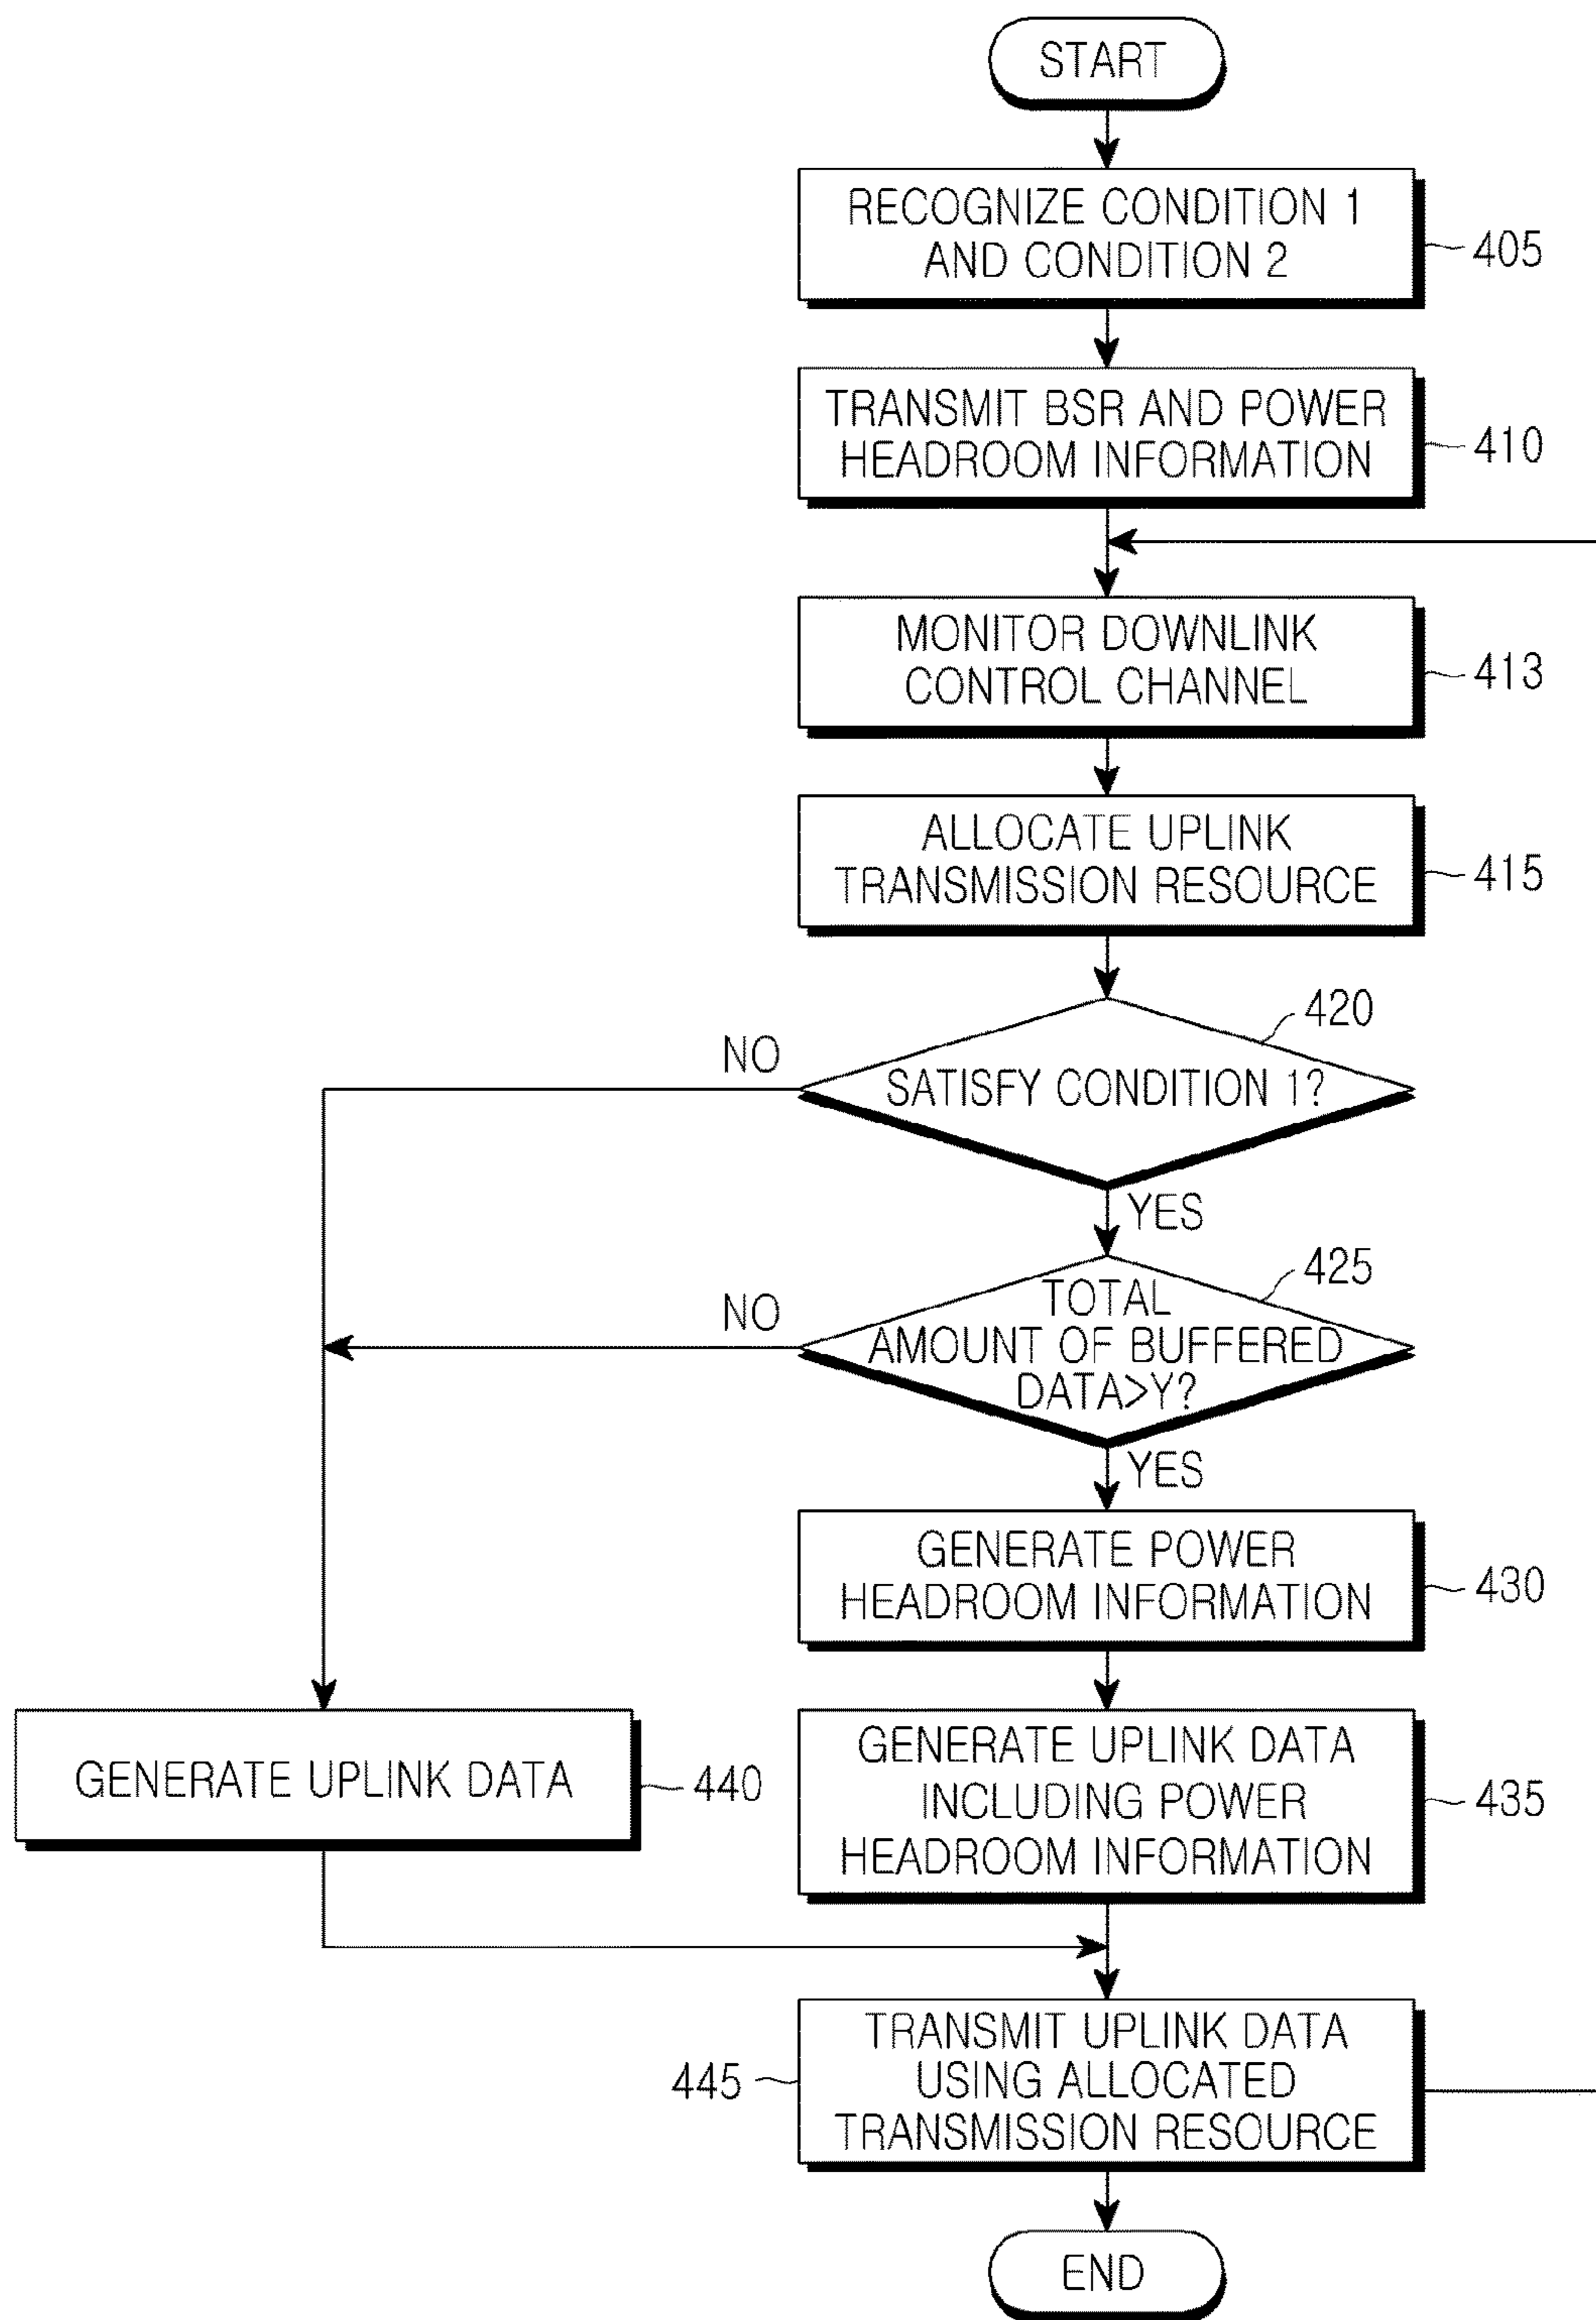 START
RECOGNIZE CONDITION 1
AND CONDITION 2
405
TRANSMIT BSR AND POWER
HEADROOM INFORMATION
410
MONITOR DOWNLINK
CONTROL CHANNEL
413
ALLOCATE UPLINK
TRANSMISSION RESOURCE
415
420
NO
SATISFY CONDITION 1?
YES
425
NO
TOTAL
AMOUNT OF BUFFERED
DATA>Y?
YES
GENERATE POWER
HEADROOM INFORMATION
430
GENERATE UPLINK DATA
440
GENERATE UPLINK DATA
INCLUDING POWER
HEADROOM INFORMATION
435
TRANSMIT UPLINK DATA
USING ALLOCATED
TRANSMISSION RESOURCE
445
END